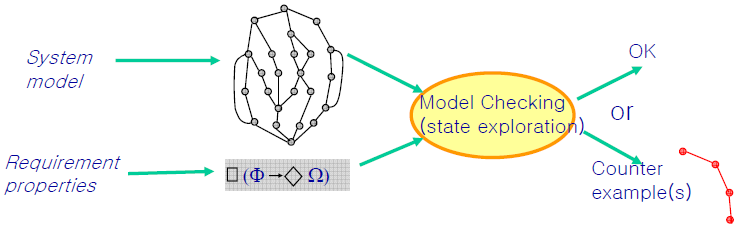 System
model
Requirement
properties
□ (Φ → ◇ Ω)
Model Checking
(state exploration)
OK
or
Counter
example(s)